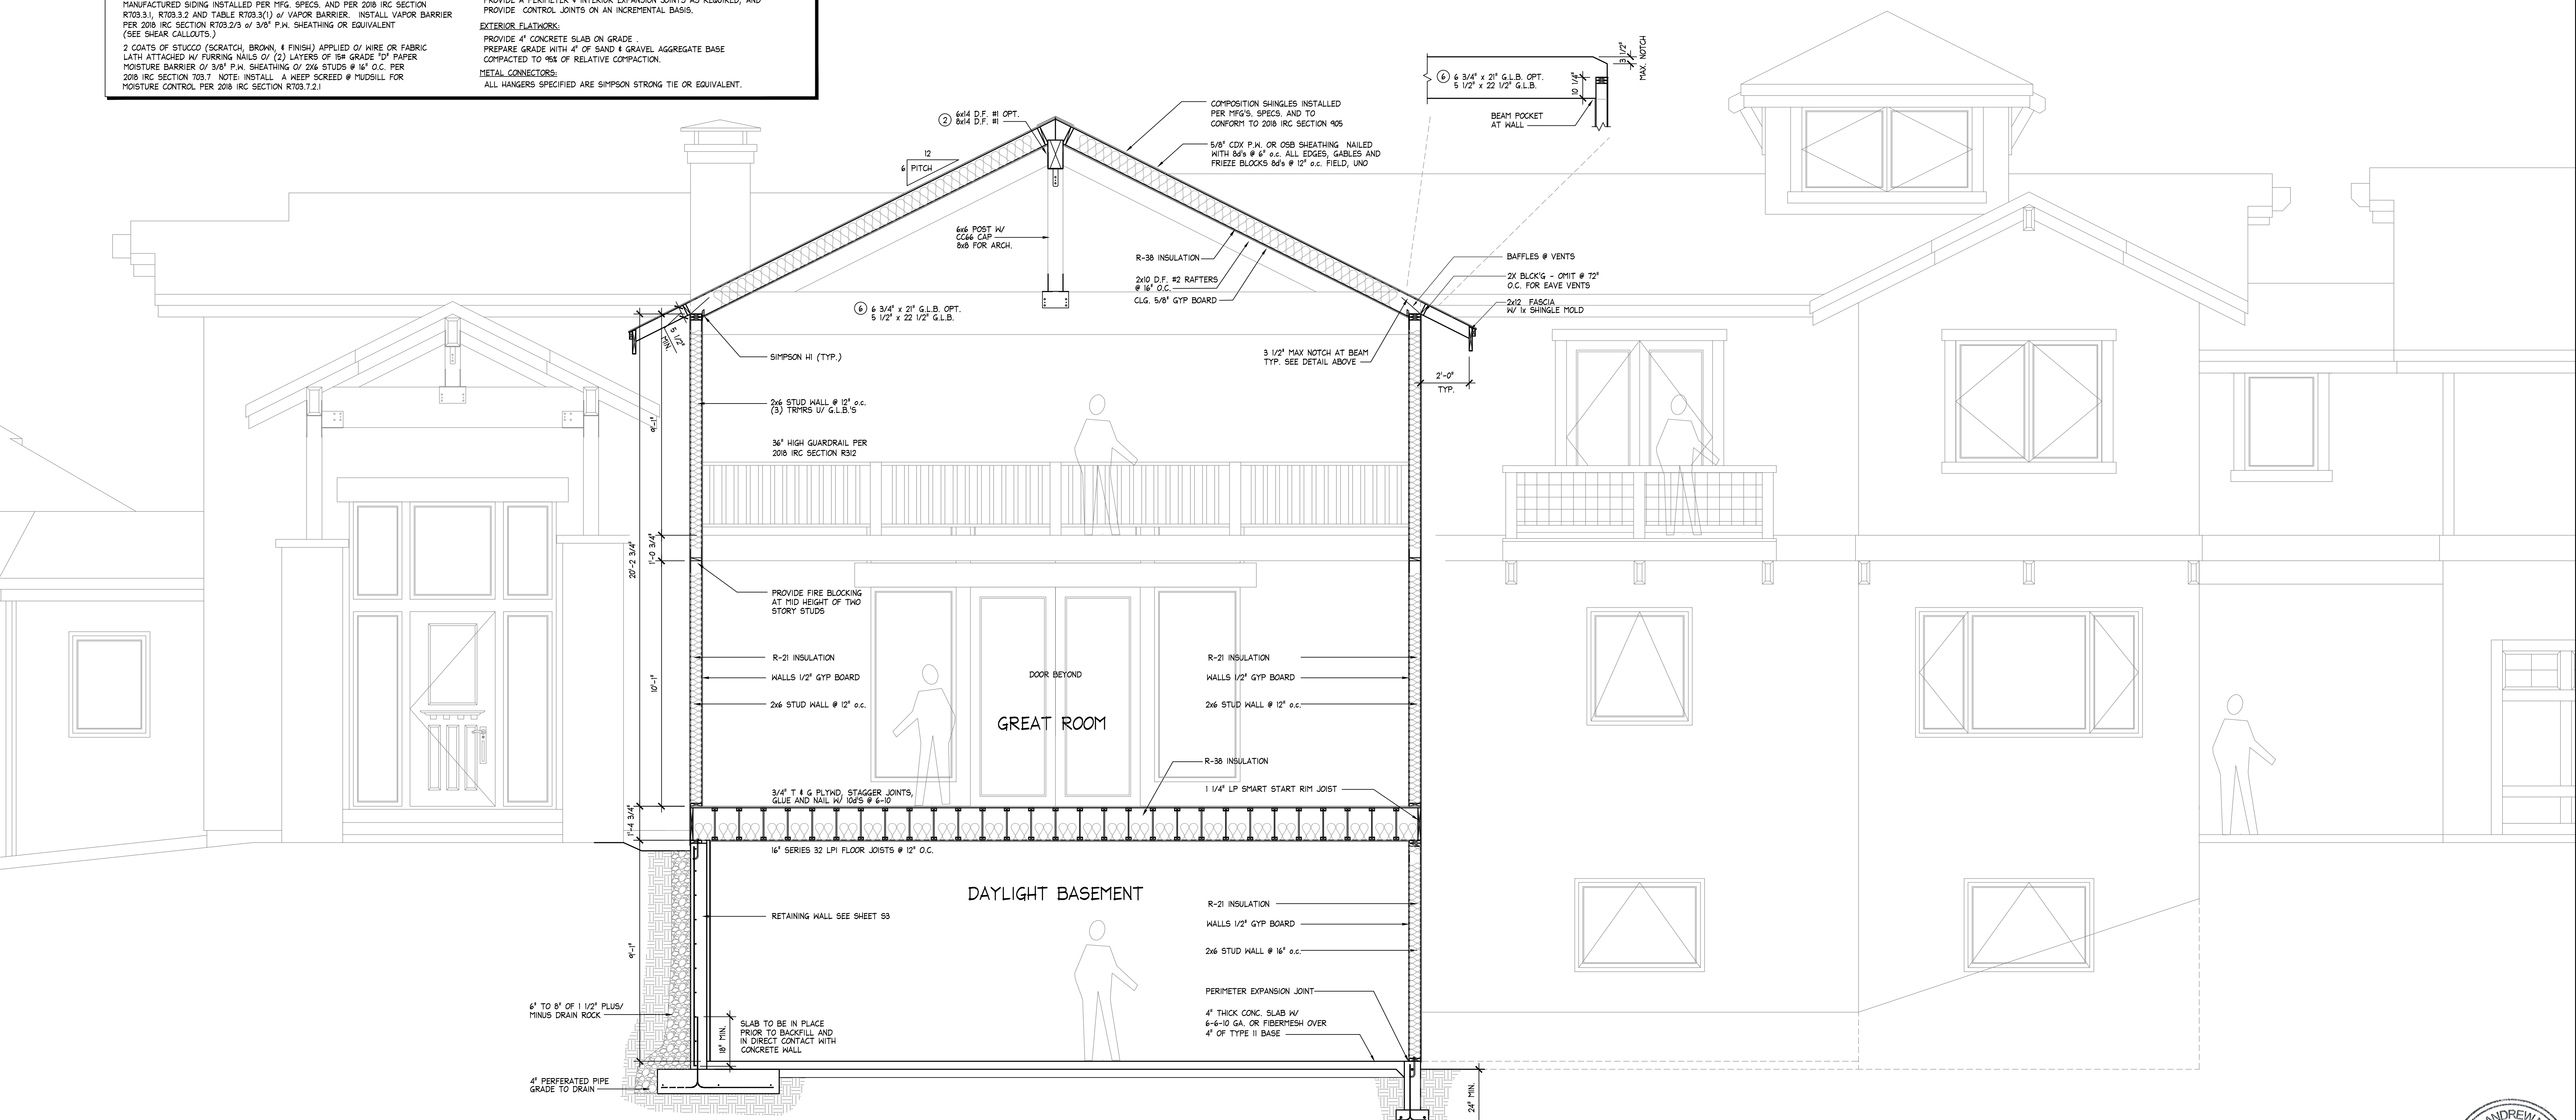 MANUFACTURED SIDING INSTALLED PER MFG. SPECS. AND PER 2018 IRC SECTION
R703.3.1, R703.3.2 AND TABLE R703.3(1) o/ VAPOR BARRIER. INSTALL VAPOR BARRIER
PER 2018 IRC SECTION R703.2/3 o/ 3/8" P.W. SHEATHING OR EQUIVALENT
(SEE SHEAR CALLOUTS.)
2 COATS OF STUCCO (SCRATCH, BROWN, & FINISH) APPLIED O/ WIRE OR FABRIC
LATH ATTACHED W/ FURRING NAILS O/ (2) LAYERS OF 15# GRADE "D" PAPER
MOISTURE BARRIER O/ 3/8" P.W. SHEATHING O/ 2X6 STUDS @ 16" O.C. PER
2018 IRC SECTION 703.7 NOTE: INSTALL A WEEP SCREED @ MUDSILL FOR
MOISTURE CONTROL PER 2018 IRC SECTION R703.7.2.1
PROVIDE A PERIMETER & INTERIOR EXPANSION JOINTS AS REQUIRED, AND
PROVIDE CONTROL JOINTS ON AN INCREMENTAL BASIS.
EXTERIOR FLATWORK:
PROVIDE 4" CONCRETE SLAB ON GRADE .
PREPARE GRADE WITH 4" OF SAND & GRAVEL AGGREGATE BASE
COMPACTED TO 95% OF RELATIVE COMPACTION.
METAL CONNECTORS:
ALL HANGERS SPECIFIED ARE SIMPSON STRONG TIE OR EQUIVALENT.
6 6 3/4" x 21" G.L.B. OPT.
5 1/2" x 22 1/2" G.L.B.
10 1/4"
3 1/2"
MAX. NOTCH
BEAM POCKET
AT WALL
2 6x14 D.F. #1 OPT.
8x14 D.F. #1
12
6 PITCH
COMPOSITION SHINGLES INSTALLED
PER MFG'S. SPECS. AND TO
CONFORM TO 2018 IRC SECTION 905
5/8" CDX P.W. OR OSB SHEATHING NAILED
WITH 8d's @ 6" o.c. ALL EDGES, GABLES AND
FRIEZE BLOCKS 8d's @ 12" o.c. FIELD, UNO
6x6 POST W/
CC66 CAP
8x8 FOR ARCH.
R-38 INSULATION
2x10 D.F. #2 RAFTERS
@ 16" O.C.
CLG. 5/8" GYP BOARD
BAFFLES @ VENTS
2X BLCK'G - OMIT @ 72"
O.C. FOR EAVE VENTS
2x12 FASCIA
W/ 1x SHINGLE MOLD
6 6 3/4" x 21" G.L.B. OPT.
5 1/2" x 22 1/2" G.L.B.
5 1/2"
MIN.
SIMPSON H1 (TYP.)
3 1/2" MAX NOTCH AT BEAM
TYP. SEE DETAIL ABOVE
2'-0"
TYP.
2x6 STUD WALL @ 12" o.c.
(3) TRMRS U/ G.L.B.'S
9'-1"
36" HIGH GUARDRAIL PER
2018 IRC SECTION R312
20'-2 3/4"
1'-0 3/4"
PROVIDE FIRE BLOCKING
AT MID HEIGHT OF TWO
STORY STUDS
R-21 INSULATION
WALLS 1/2" GYP BOARD
2x6 STUD WALL @ 12" o.c.
10'-1"
DOOR BEYOND
GREAT ROOM
R-21 INSULATION
WALLS 1/2" GYP BOARD
2x6 STUD WALL @ 12" o.c.
R-38 INSULATION
1 1/4" LP SMART START RIM JOIST
3/4" T & G PLYWD, STAGGER JOINTS,
GLUE AND NAIL W/ 10d'S @ 6-10
1'-4 3/4"
16" SERIES 32 LPI FLOOR JOISTS @ 12" O.C.
DAYLIGHT BASEMENT
RETAINING WALL SEE SHEET S3
R-21 INSULATION
WALLS 1/2" GYP BOARD
2x6 STUD WALL @ 16" o.c.
9'-1"
PERIMETER EXPANSION JOINT
4" THICK CONC. SLAB W/
6-6-10 GA. OR FIBERMESH OVER
4" OF TYPE II BASE
6" TO 8" OF 1 1/2" PLUS/
MINUS DRAIN ROCK
18" MIN.
SLAB TO BE IN PLACE
PRIOR TO BACKFILL AND
IN DIRECT CONTACT WITH
CONCRETE WALL
4" PERFERATED PIPE
GRADE TO DRAIN
24" MIN.
ANDREW